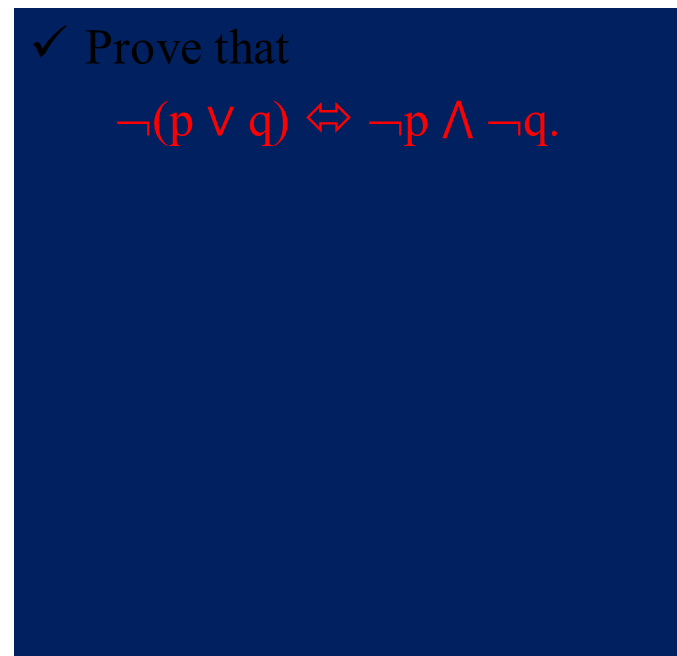 ✓ Prove that
¬(p ∨ q) ⇔ ¬p ∧ ¬q.